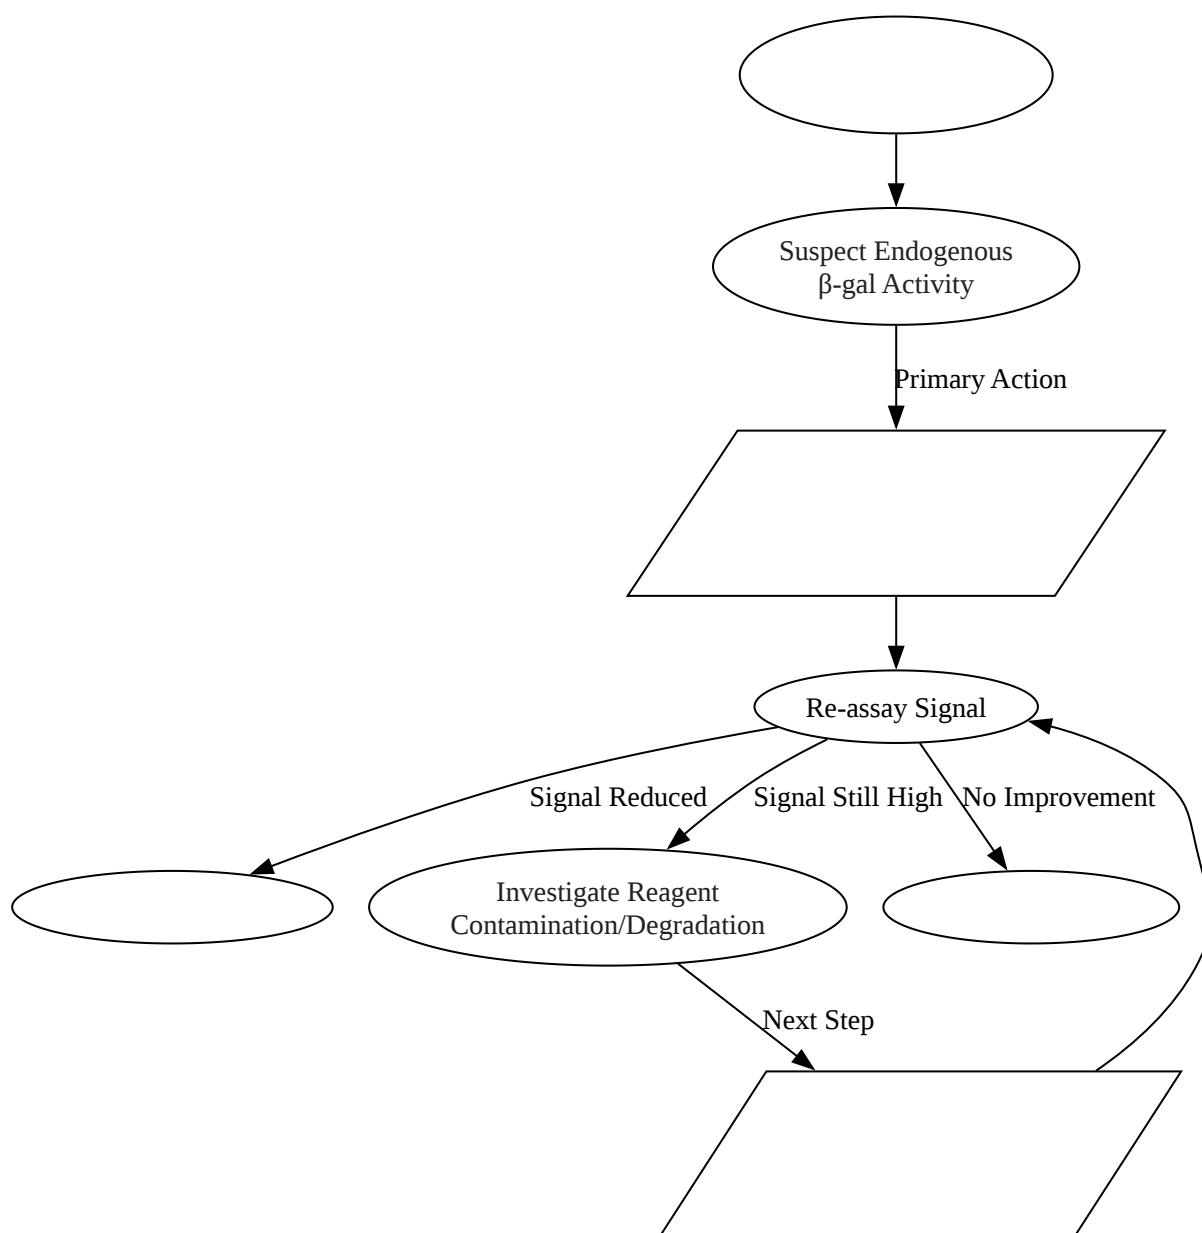 Suspect Endogenous
β-gal Activity
Primary Action
Re-assay Signal
Signal Reduced
Signal Still High
No Improvement
Investigate Reagent
Contamination/Degradation
Next Step